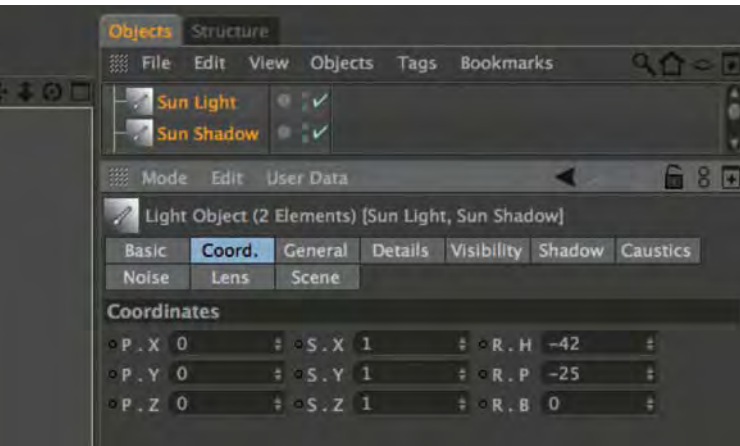 Objects Structure
File Edit View Objects Tags Bookmarks
Sun Light
Sun Shadow
Mode Edit User Data
Light Object (2 Elements) [Sun Light, Sun Shadow]
Basic Coord. General Details Visibility Shadow Caustics
Noise Lens Scene
Coordinates
P . X 0 S . X 1 R . H -42
P . Y 0 S . Y 1 R . P -25
P . Z 0 S . Z 1 R . B 0